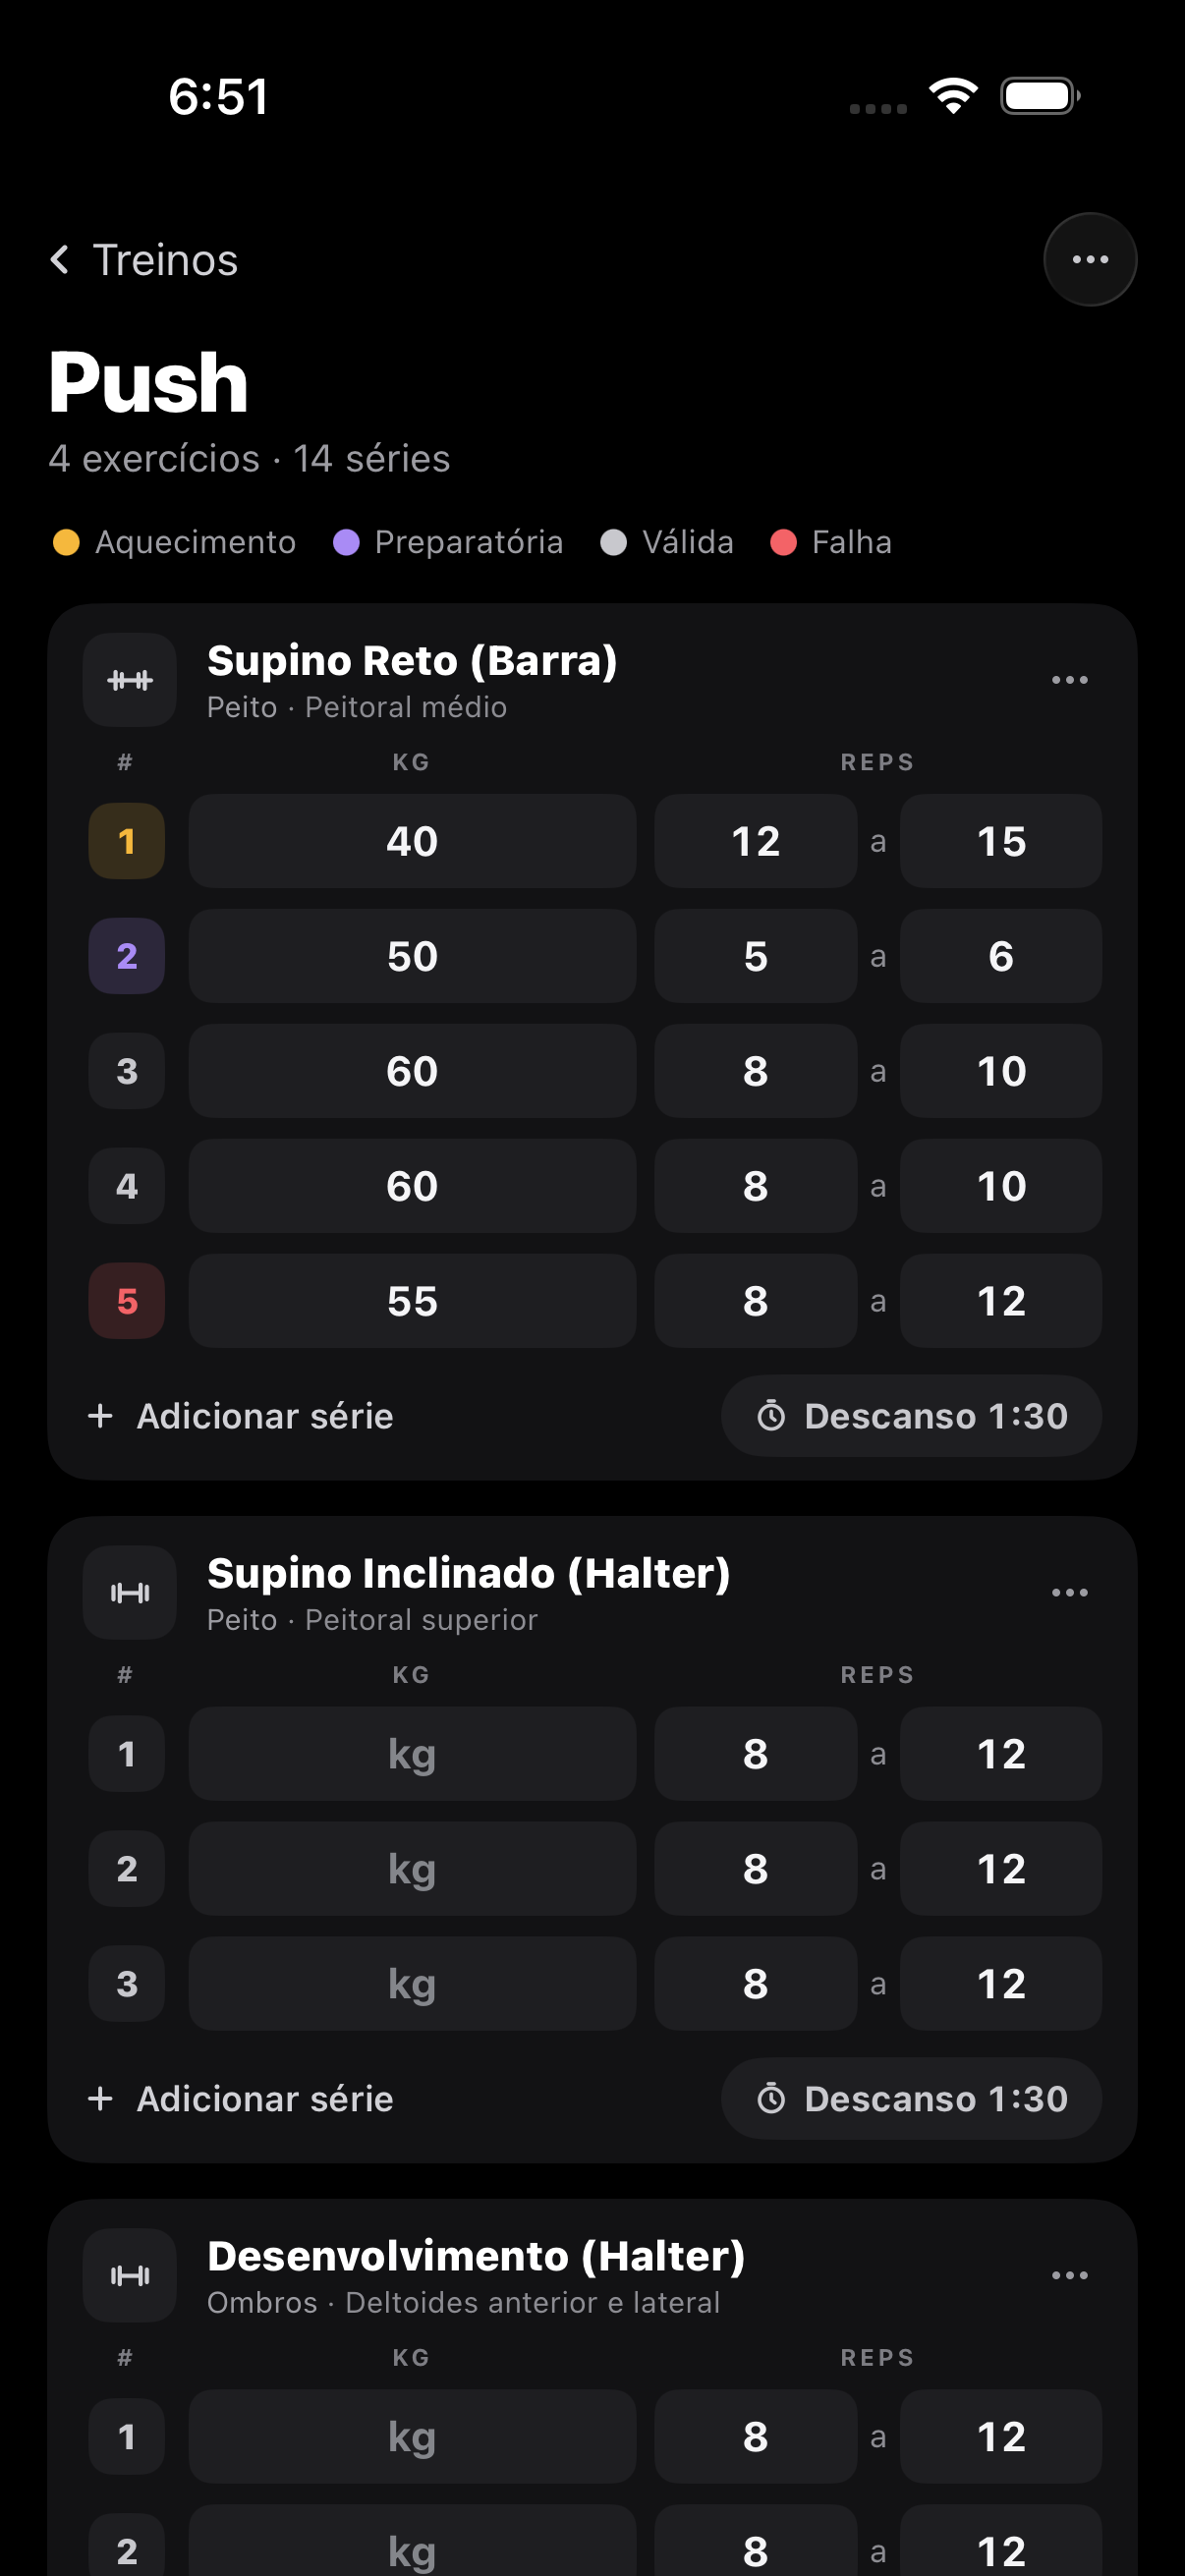 6:51
Treinos
Push
4 exercícios · 14 séries
Aquecimento Preparatória Válida Falha
Supino Reto (Barra)
Peito · Peitoral médio
# KG REPS
1 40 12 a 15
2 50 5 a 6
3 60 8 a 10
4 60 8 a 10
5 55 8 a 12
+ Adicionar série Descanso 1:30
Supino Inclinado (Halter)
Peito · Peitoral superior
# KG REPS
1 kg 8 a 12
2 kg 8 a 12
3 kg 8 a 12
+ Adicionar série Descanso 1:30
Desenvolvimento (Halter)
Ombros · Deltoides anterior e lateral
# KG REPS
1 kg 8 a 12
2 kg 8 a 12